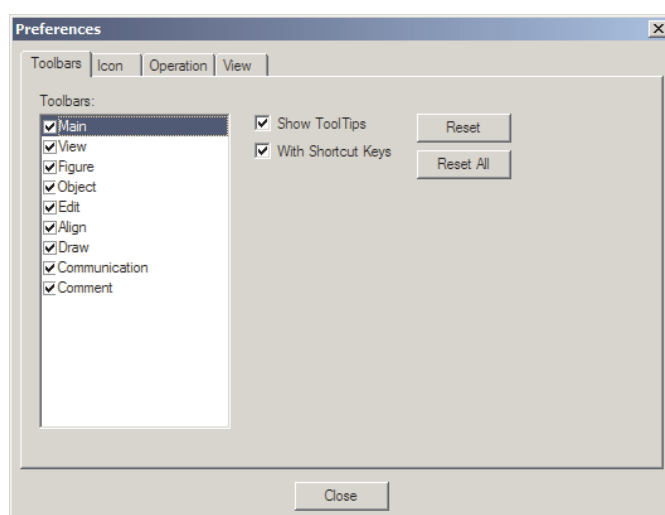 Preferences
Toolbars Icon Operation View
Toolbars:
Main
View
Figure
Object
Edit
Align
Draw
Communication
Comment
Show ToolTips
With Shortcut Keys
Reset
Reset All
Close